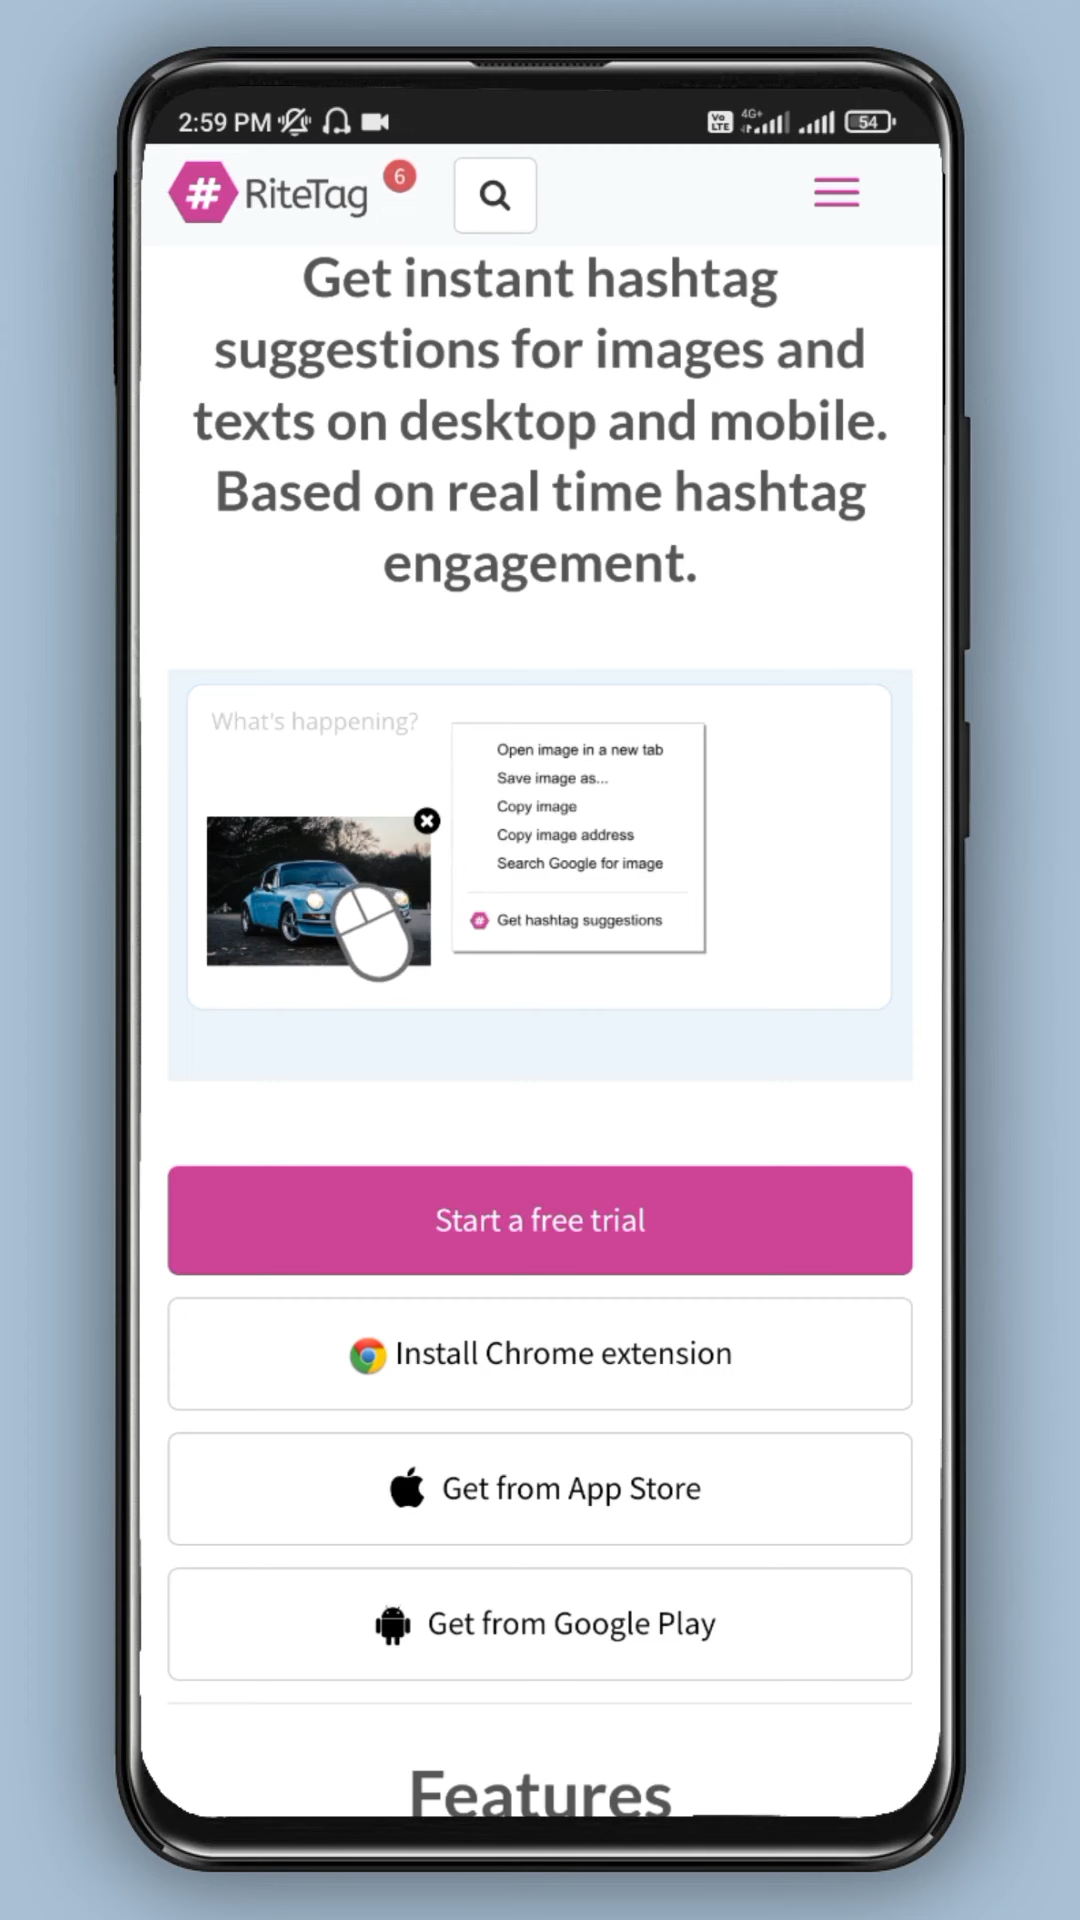 2:59 PM
Vo LTE 4G+ 54
# RiteTag 6
Get instant hashtag
suggestions for images and
texts on desktop and mobile.
Based on real time hashtag
engagement.
What's happening?
Open image in a new tab
Save image as...
Copy image
Copy image address
Search Google for image
# Get hashtag suggestions
Start a free trial
Install Chrome extension
Get from App Store
Get from Google Play
Features